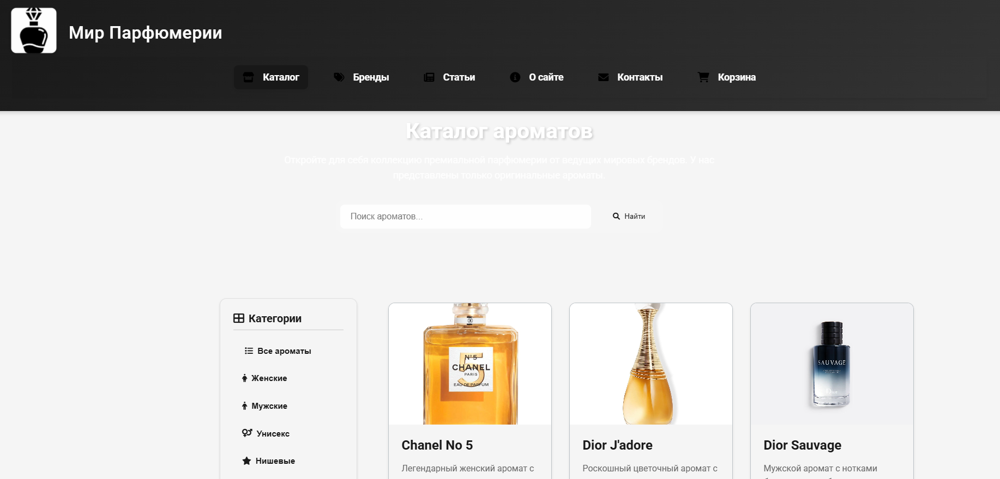 Мир Парфюмерии
Каталог
Бренды
Статьи
О сайте
Контакты
Корзина
Каталог ароматов
Откройте для себя коллекцию премиальной парфюмерии от ведущих мировых брендов. У нас
представлены только оригинальные ароматы.
Поиск ароматов...
Найти
Категории
Все ароматы
Женские
Мужские
Унисекс
Нишевые
N°5
CHANEL
PARIS
EAU DE PARFUM
Chanel No 5
Легендарный женский аромат с
Dior J'adore
Роскошный цветочный аромат с
SAUVAGE
Dior
Dior Sauvage
Мужской аромат с нотками